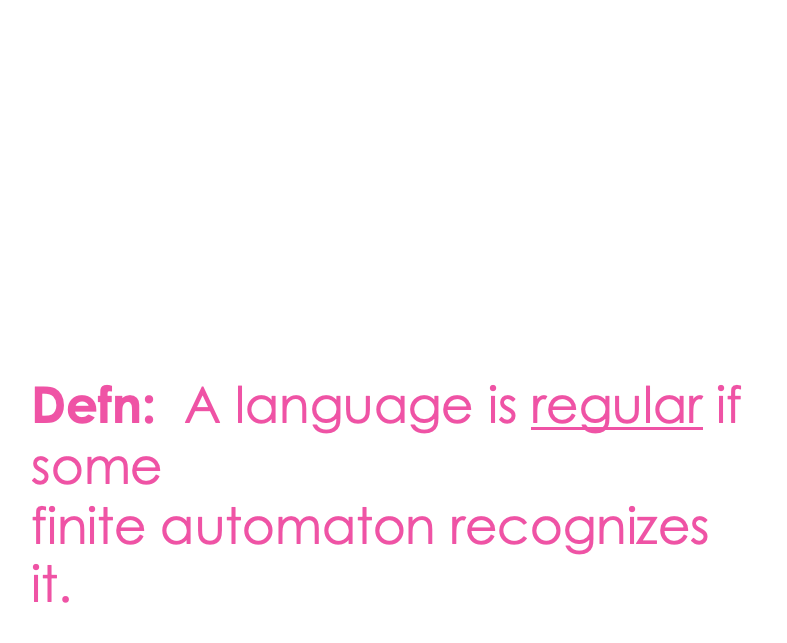 Defn:  A language is regular if
some
finite automaton recognizes
it.